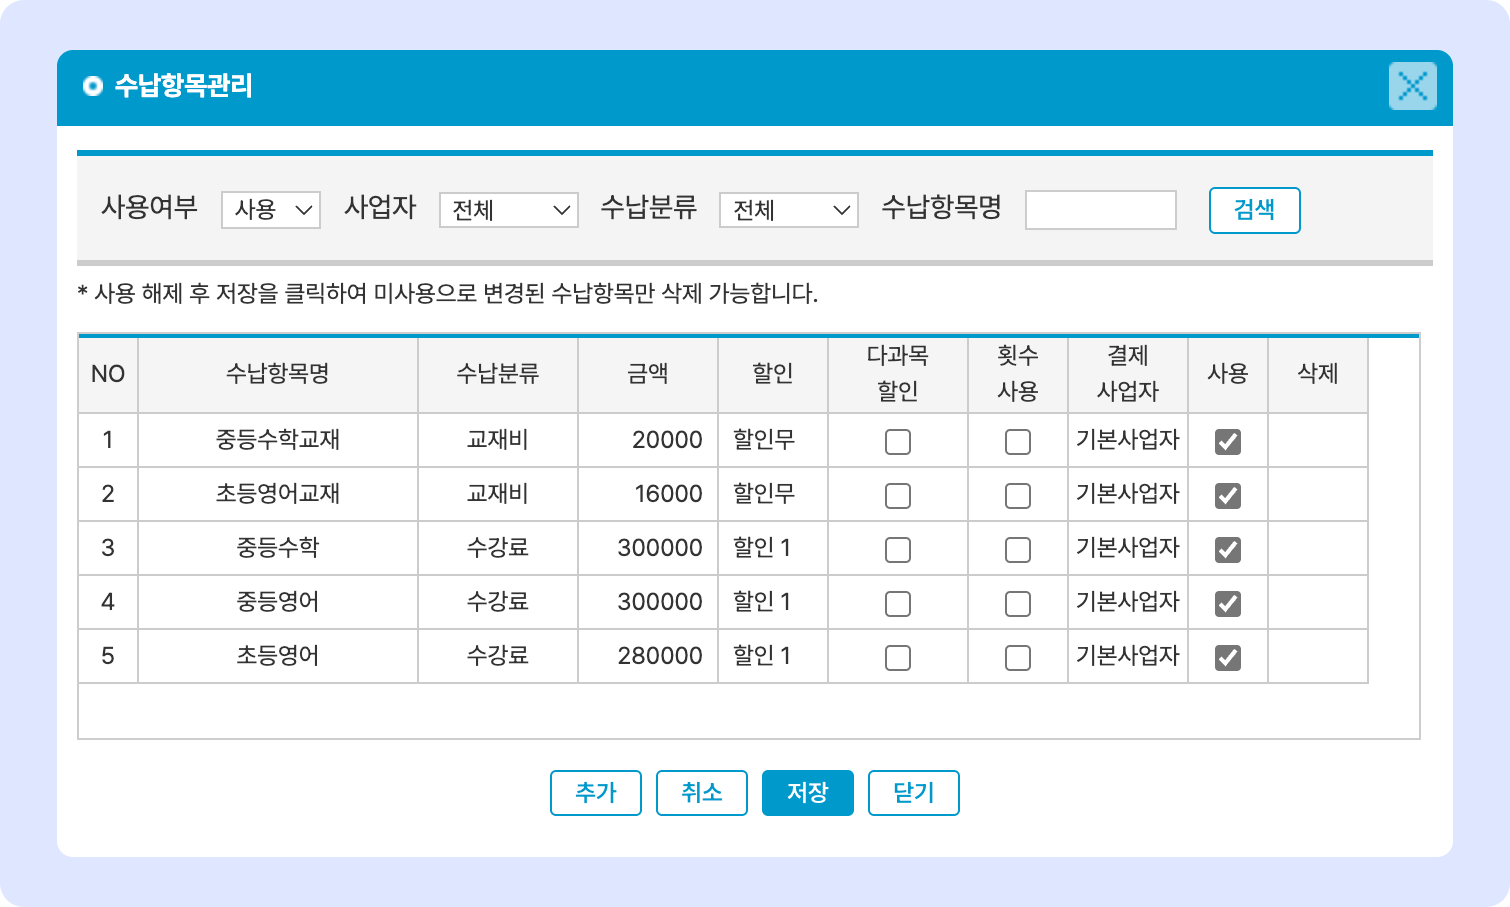 수납항목관리
사용여부 사용 사업자 전체 수납분류 전체 수납항목명 검색
* 사용 해제 후 저장을 클릭하여 미사용으로 변경된 수납항목만 삭제 가능합니다.
NO 수납항목명 수납분류 금액 할인 다과목 할인 횟수 사용 결제 사업자 사용 삭제
1 중등수학교재 교재비 20000 할인무 기본사업자
2 초등영어교재 교재비 16000 할인무 기본사업자
3 중등수학 수강료 300000 할인 1 기본사업자
4 중등영어 수강료 300000 할인 1 기본사업자
5 초등영어 수강료 280000 할인 1 기본사업자
추가 취소 저장 닫기